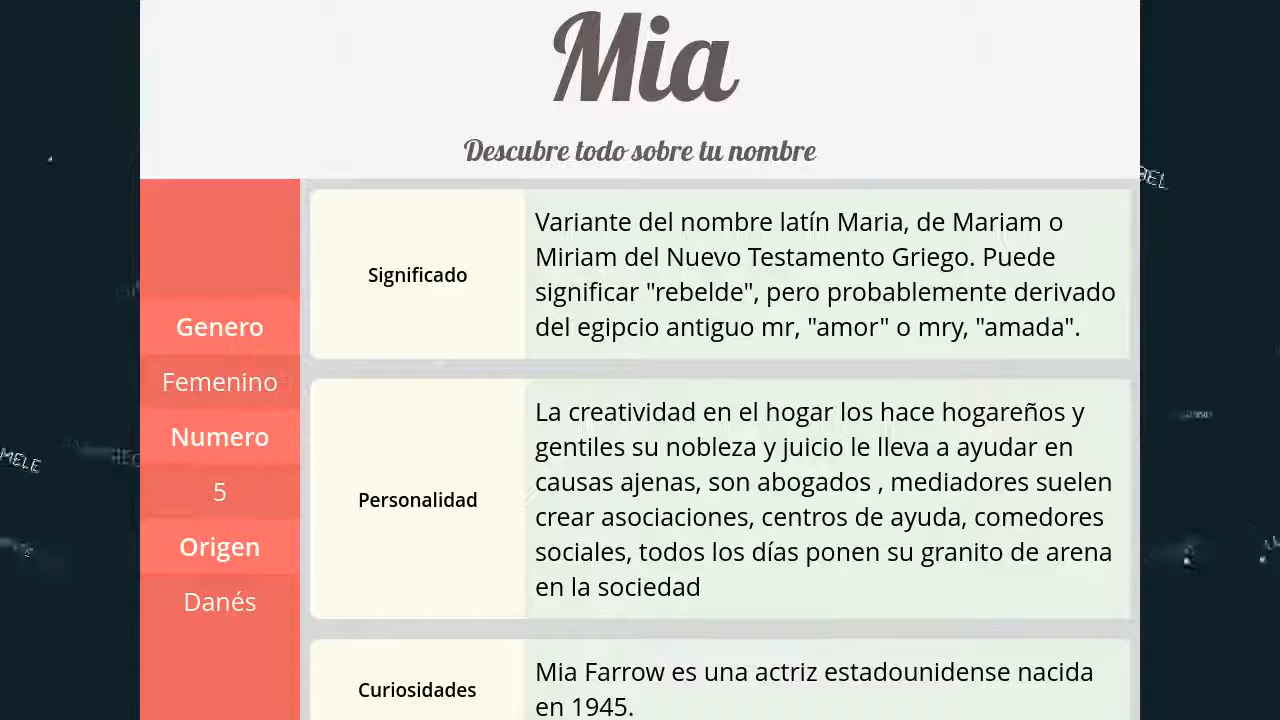 Mia
Descubre todo sobre tu nombre
Genero
Femenino
Numero
5
Origen
Danés
Significado
Variante del nombre latín Maria, de Mariam o
Miriam del Nuevo Testamento Griego. Puede
significar "rebelde", pero probablemente derivado
del egipcio antiguo mr, "amor" o mry, "amada".
Personalidad
La creatividad en el hogar los hace hogareños y
gentiles su nobleza y juicio le lleva a ayudar en
causas ajenas, son abogados , mediadores suelen
crear asociaciones, centros de ayuda, comedores
sociales, todos los días ponen su granito de arena
en la sociedad
Curiosidades
Mia Farrow es una actriz estadounidense nacida
en 1945.